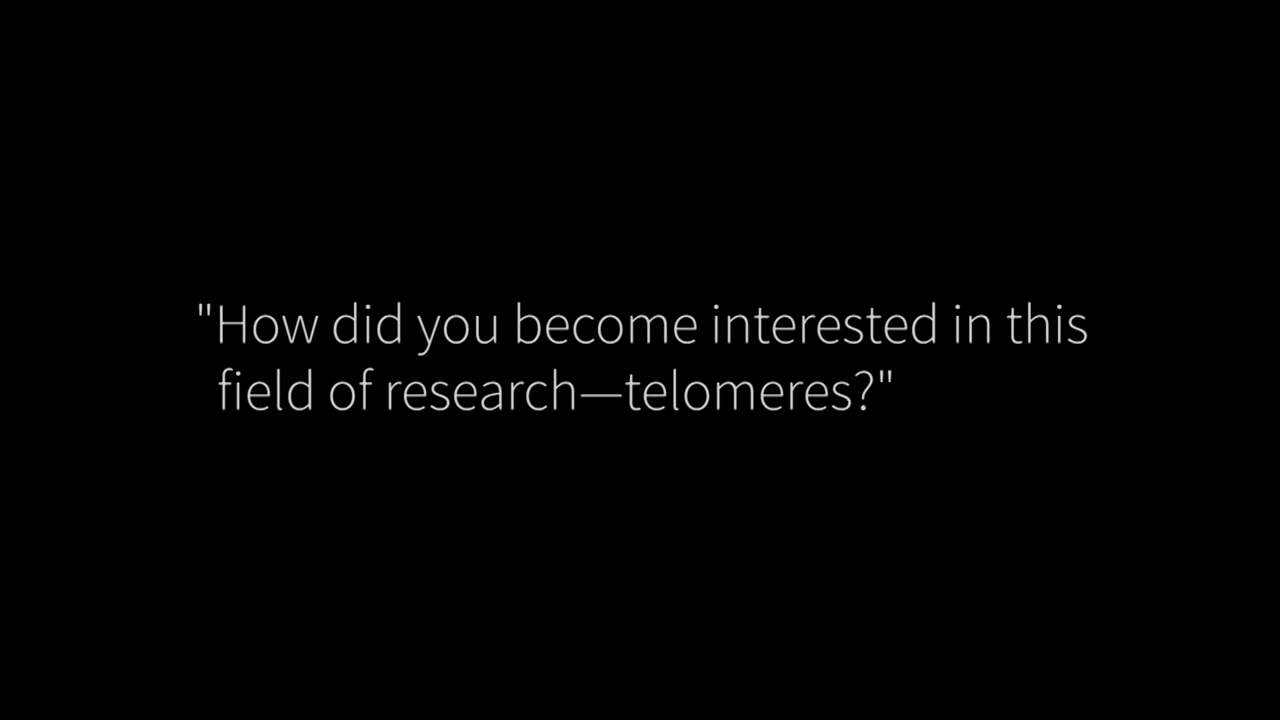 "How did you become interested in this
field of research—telomeres?"